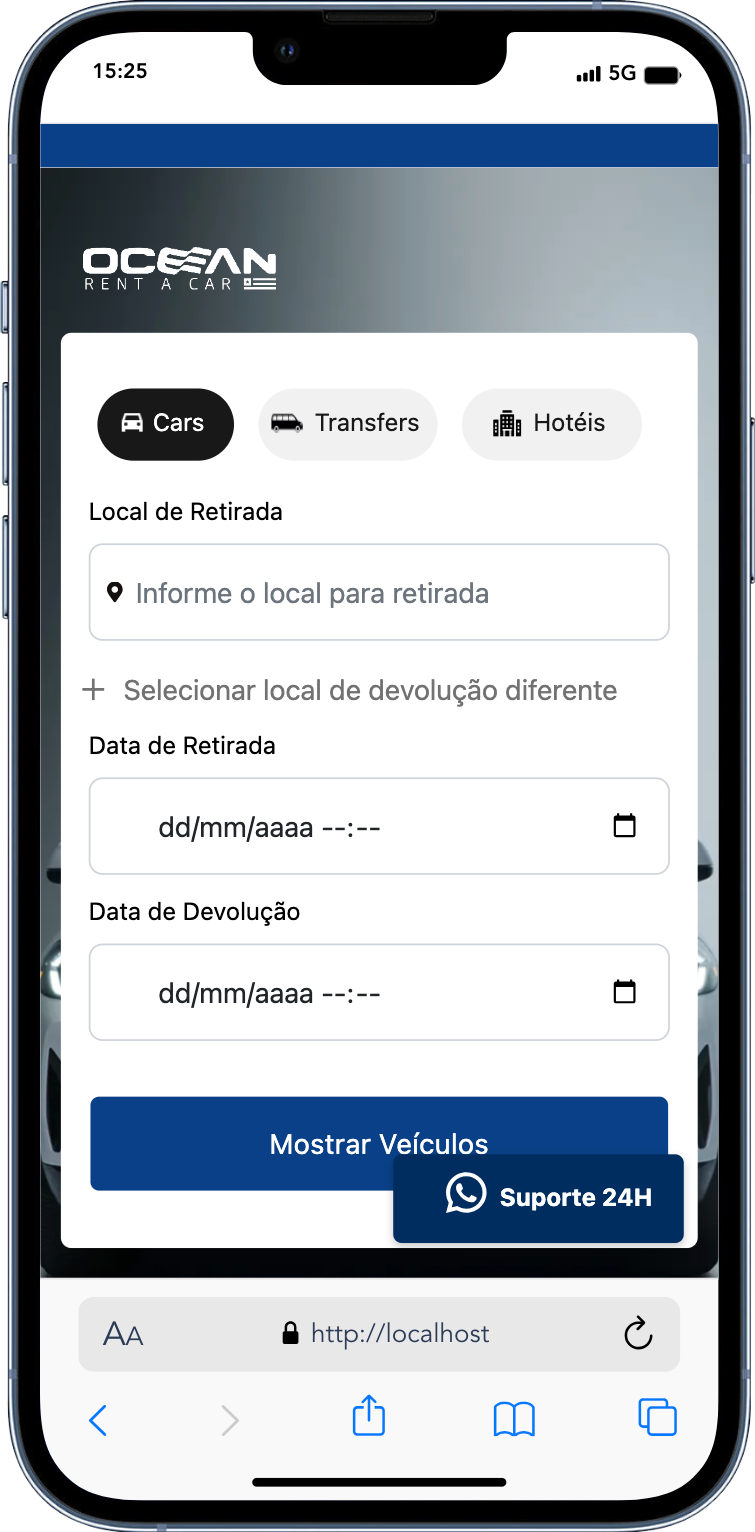 15:25
5G
OCEAN
RENT A CAR
Cars
Transfers
Hotéis
Local de Retirada
Informe o local para retirada
+ Selecionar local de devolução diferente
Data de Retirada
dd/mm/aaaa --:--
Data de Devolução
dd/mm/aaaa --:--
Mostrar Veículos
Suporte 24H
AA
http://localhost